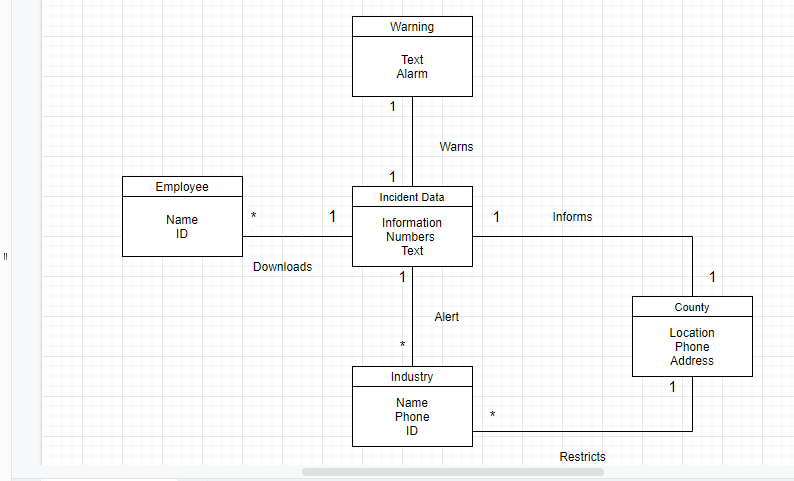 Warning
Text
Alarm
1
Warns
1
Employee
Name
ID
*
1
Downloads
Incident Data
Information
Numbers
Text
1
Informs
1
1
Alert
*
County
Location
Phone
Address
1
Industry
Name
Phone
ID
*
Restricts